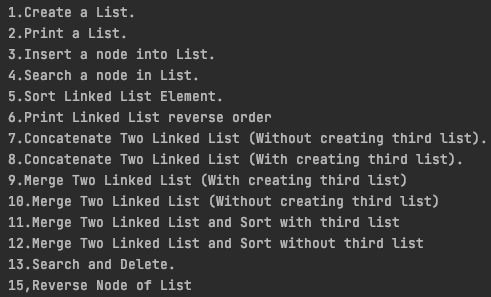 1.Create a List.
2.Print a List.
3.Insert a node into List.
4.Search a node in List.
5.Sort Linked List Element.
6.Print Linked List reverse order
7.Concatenate Two Linked List (Without creating third list).
8.Concatenate Two Linked List (With creating third list).
9.Merge Two Linked List (With creating third list)
10.Merge Two Linked List (Without creating third list)
11.Merge Two Linked List and Sort with third list
12.Merge Two Linked List and Sort without third list
13.Search and Delete.
15,Reverse Node of List